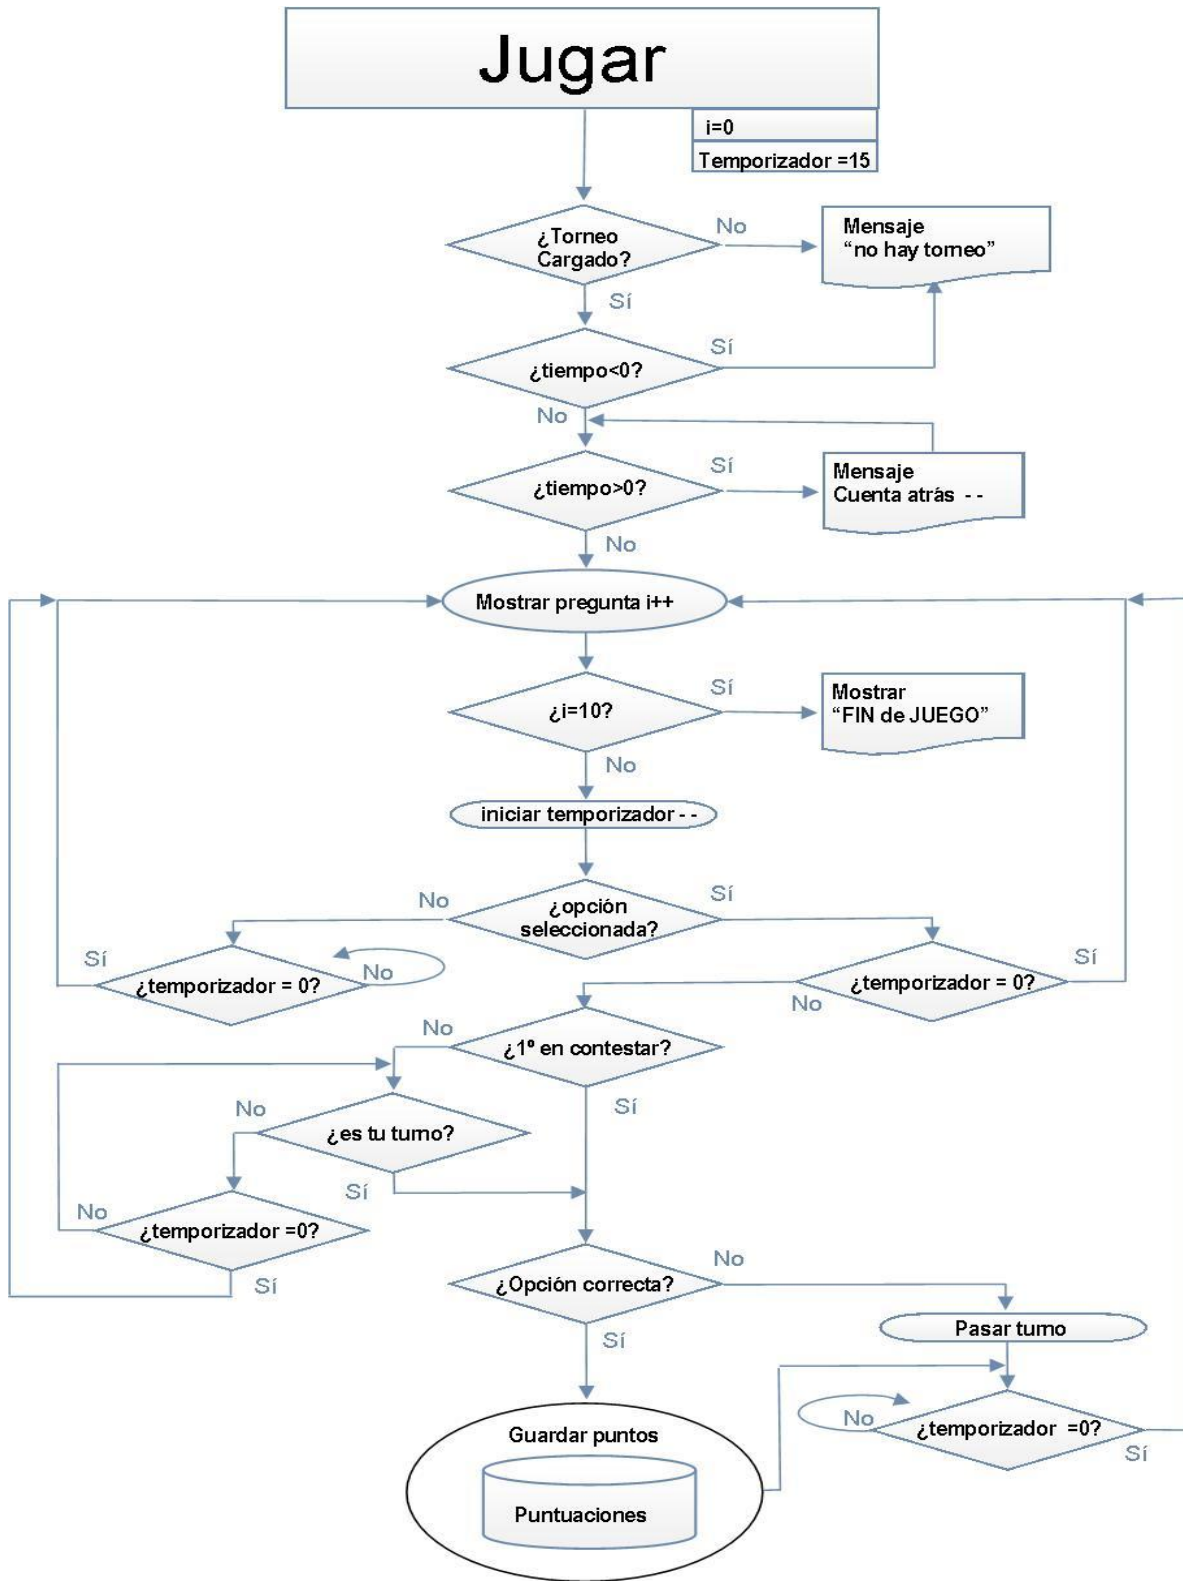 Jugar
i=0
Temporizador =15
¿Torneo
Cargado?
No
Mensaje
“no hay torneo”
Sí
¿tiempo<0?
Sí
No
¿tiempo>0?
Sí
Mensaje
Cuenta atrás - -
No
Mostrar pregunta i++
¿i=10?
Sí
Mostrar
“FIN de JUEGO”
No
iniciar temporizador - -
¿opción
seleccionada?
No
Sí
Sí
¿temporizador = 0?
No
¿temporizador = 0?
Sí
No
¿1º en contestar?
No
Sí
¿es tu turno?
No
Sí
No
¿temporizador =0?
Sí
¿Opción correcta?
No
Sí
Pasar turno
No
¿temporizador =0?
Sí
Guardar puntos
Puntuaciones